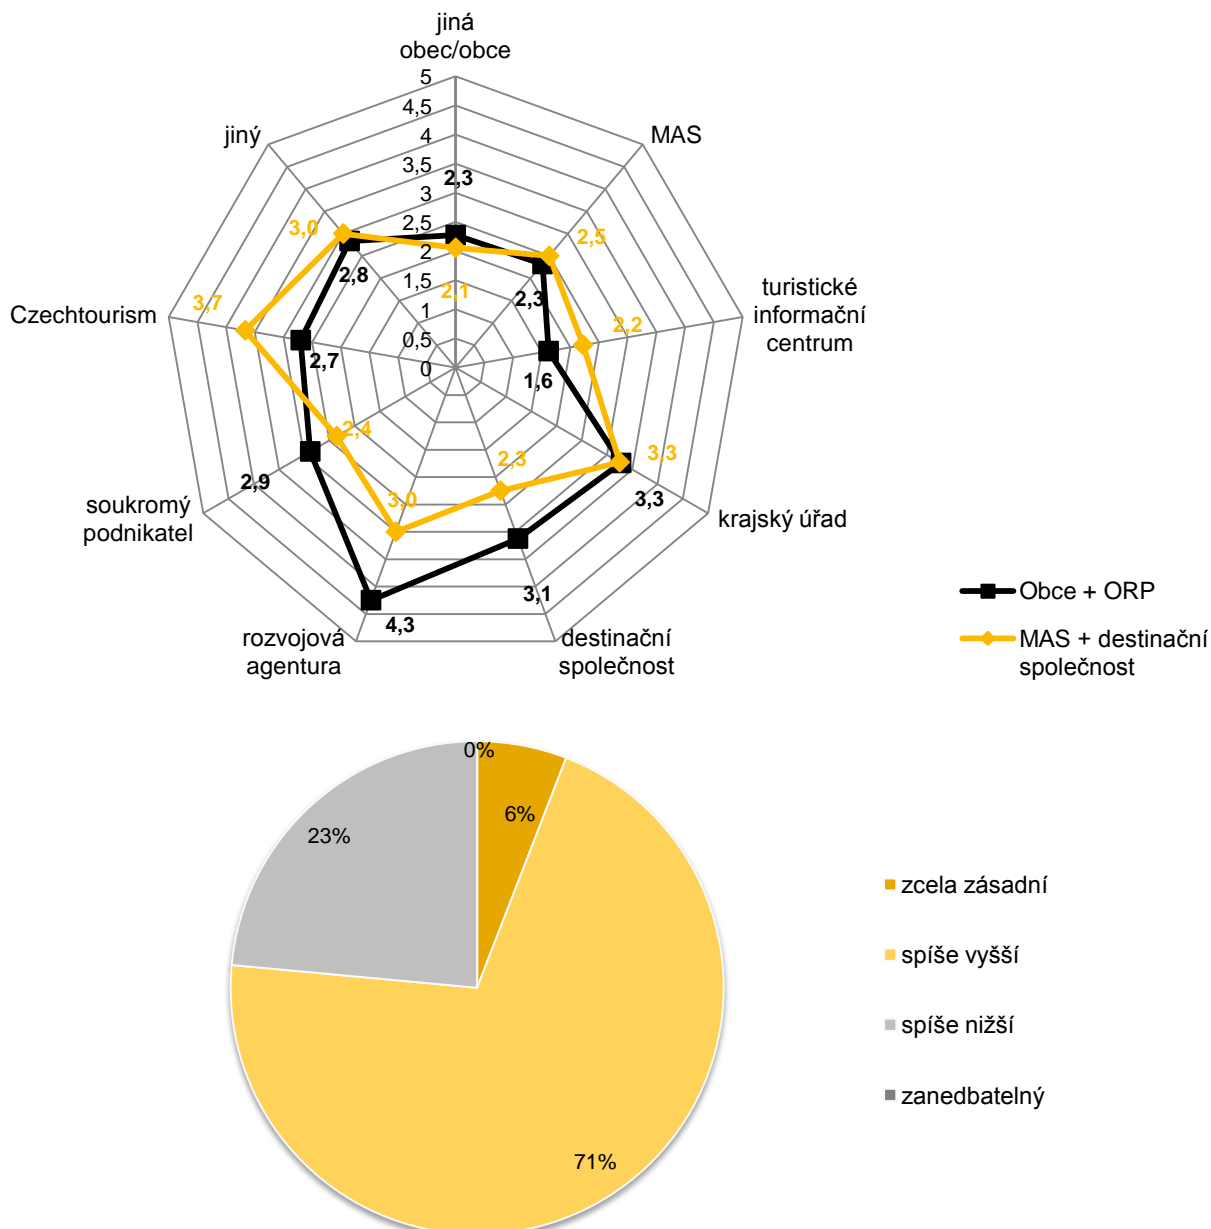 jiná
obec/obce
5
4,5
4
3,5
3
2,5
2
1,5
1
0,5
0
MAS
turistické
informační
centrum
krajský úřad
destinační
společnost
rozvojová
agentura
soukromý
podnikatel
Czechtourism
jiný
2,3
2,3
1,6
3,3
3,1
4,3
2,9
2,7
2,8
2,1
2,5
2,2
3,3
2,3
3,0
2,4
3,7
3,0
Obce + ORP
MAS + destinační
společnost
0%
6%
23%
71%
zcela zásadní
spíše vyšší
spíše nižší
zanedbatelný